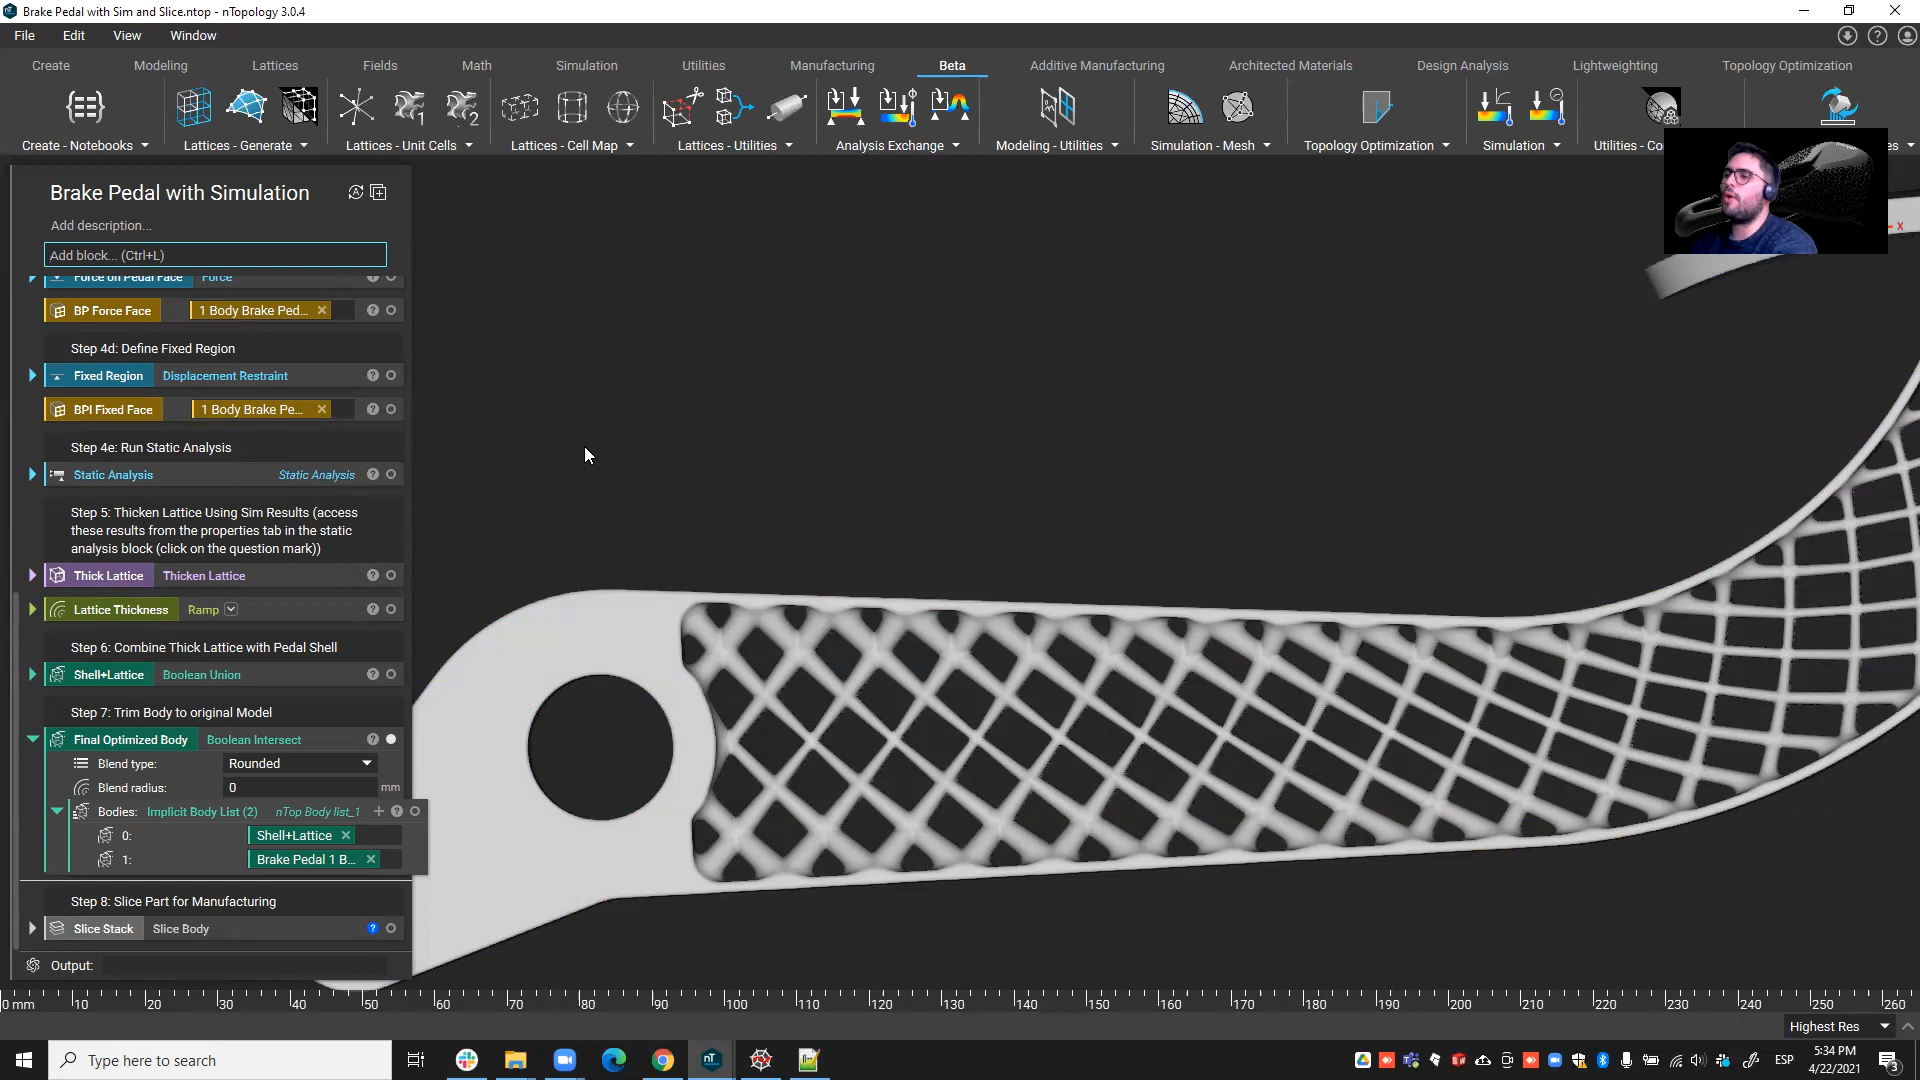 Brake Pedal with Sim and Slice.ntop - nTopology 3.0.4
File Edit View Window
Create Modeling Lattices Fields Math Simulation Utilities Manufacturing Beta Additive Manufacturing Architected Materials Design Analysis Lightweighting Topology Optimization
Create - Notebooks Lattices - Generate Lattices - Unit Cells Lattices - Cell Map Lattices - Utilities Analysis Exchange Modeling - Utilities Simulation - Mesh Topology Optimization Simulation Utilities - Co
Brake Pedal with Simulation
Add description...
Add block... (Ctrl+L)
Force on Pedal Face Force
BP Force Face 1 Body Brake Ped...
Step 4d: Define Fixed Region
Fixed Region Displacement Restraint
BPI Fixed Face 1 Body Brake Pe...
Step 4e: Run Static Analysis
Static Analysis Static Analysis
Step 5: Thicken Lattice Using Sim Results (access
these results from the properties tab in the static
analysis block (click on the question mark))
Thick Lattice Thicken Lattice
Lattice Thickness Ramp
Step 6: Combine Thick Lattice with Pedal Shell
Shell+Lattice Boolean Union
Step 7: Trim Body to original Model
Final Optimized Body Boolean Intersect
Blend type: Rounded
Blend radius: 0 mm
Bodies: Implicit Body List (2) nTop Body list_1
0: Shell+Lattice
1: Brake Pedal 1 B...
Step 8: Slice Part for Manufacturing
Slice Stack Slice Body
Output:
X
0 mm 10 20 30 40 50 60 70 80 90 100 110 120 130 140 150 160 170 180 190 200 210 220 230 240 250 260
Highest Res
Type here to search
ESP
5:34 PM
4/22/2021
3